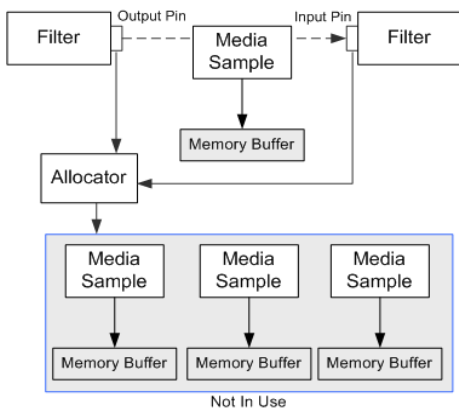 Output Pin
Input Pin
Filter
Media
Sample
Filter
Memory Buffer
Allocator
Media
Sample
Media
Sample
Media
Sample
Memory Buffer
Memory Buffer
Memory Buffer
Not In Use